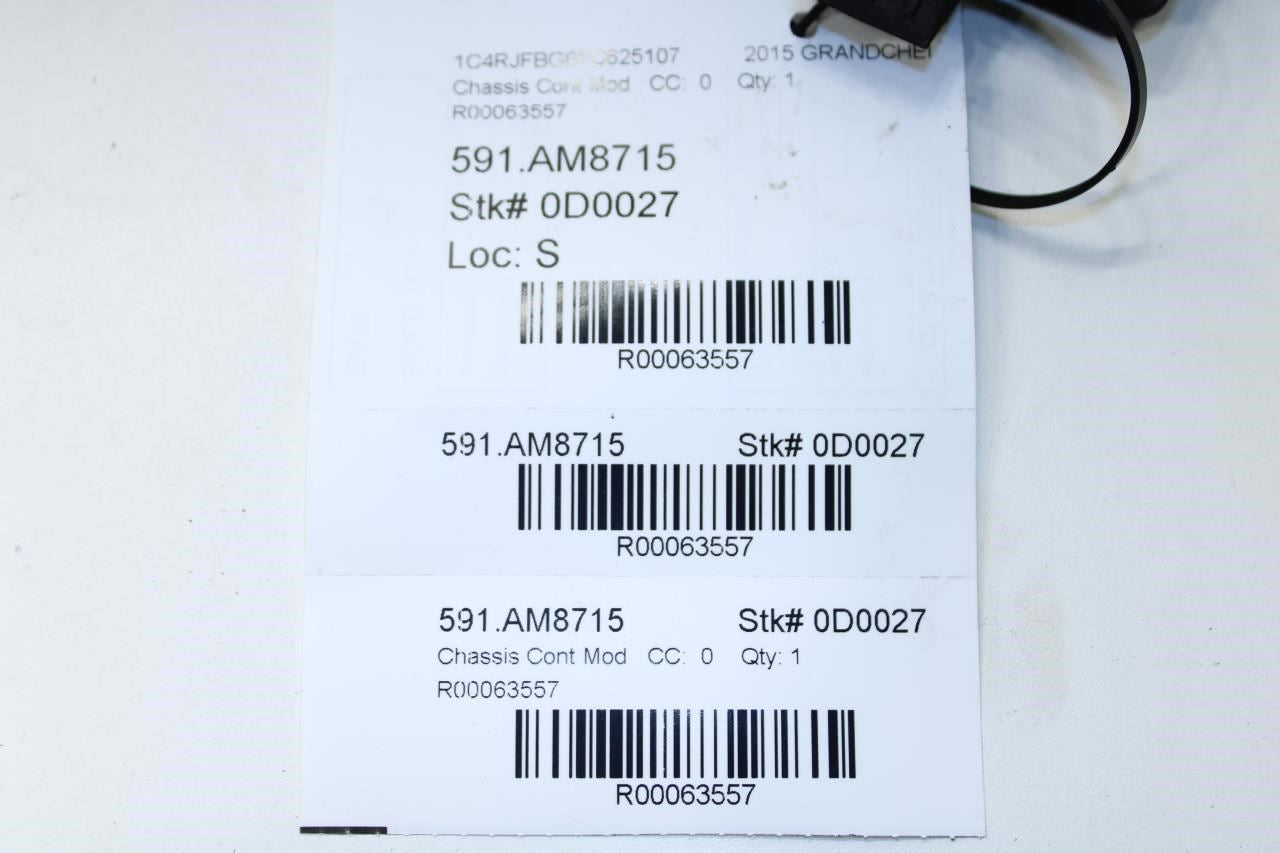 2015 GRANDCHE
Chassis Cont Mod CC: 0 Qty: 1
R00063557
591.AM8715
Stk# 0D0027
Loc: S
R00063557
591.AM8715 Stk# 0D0027
R00063557
591.AM8715 Stk# 0D0027
Chassis Cont Mod CC: 0 Qty: 1
R00063557
R00063557